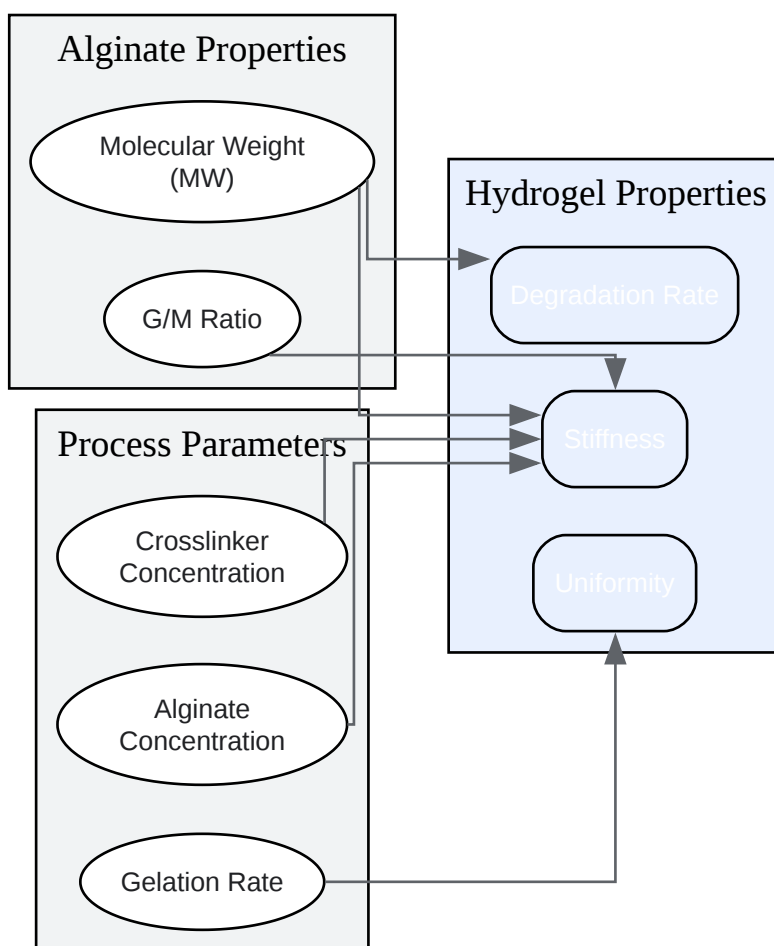 Alginate Properties
Molecular Weight
(MW)
G/M Ratio
Process Parameters
Crosslinker
Concentration
Alginate
Concentration
Gelation Rate
Hydrogel Properties
Degradation Rate
Stiffness
Uniformity